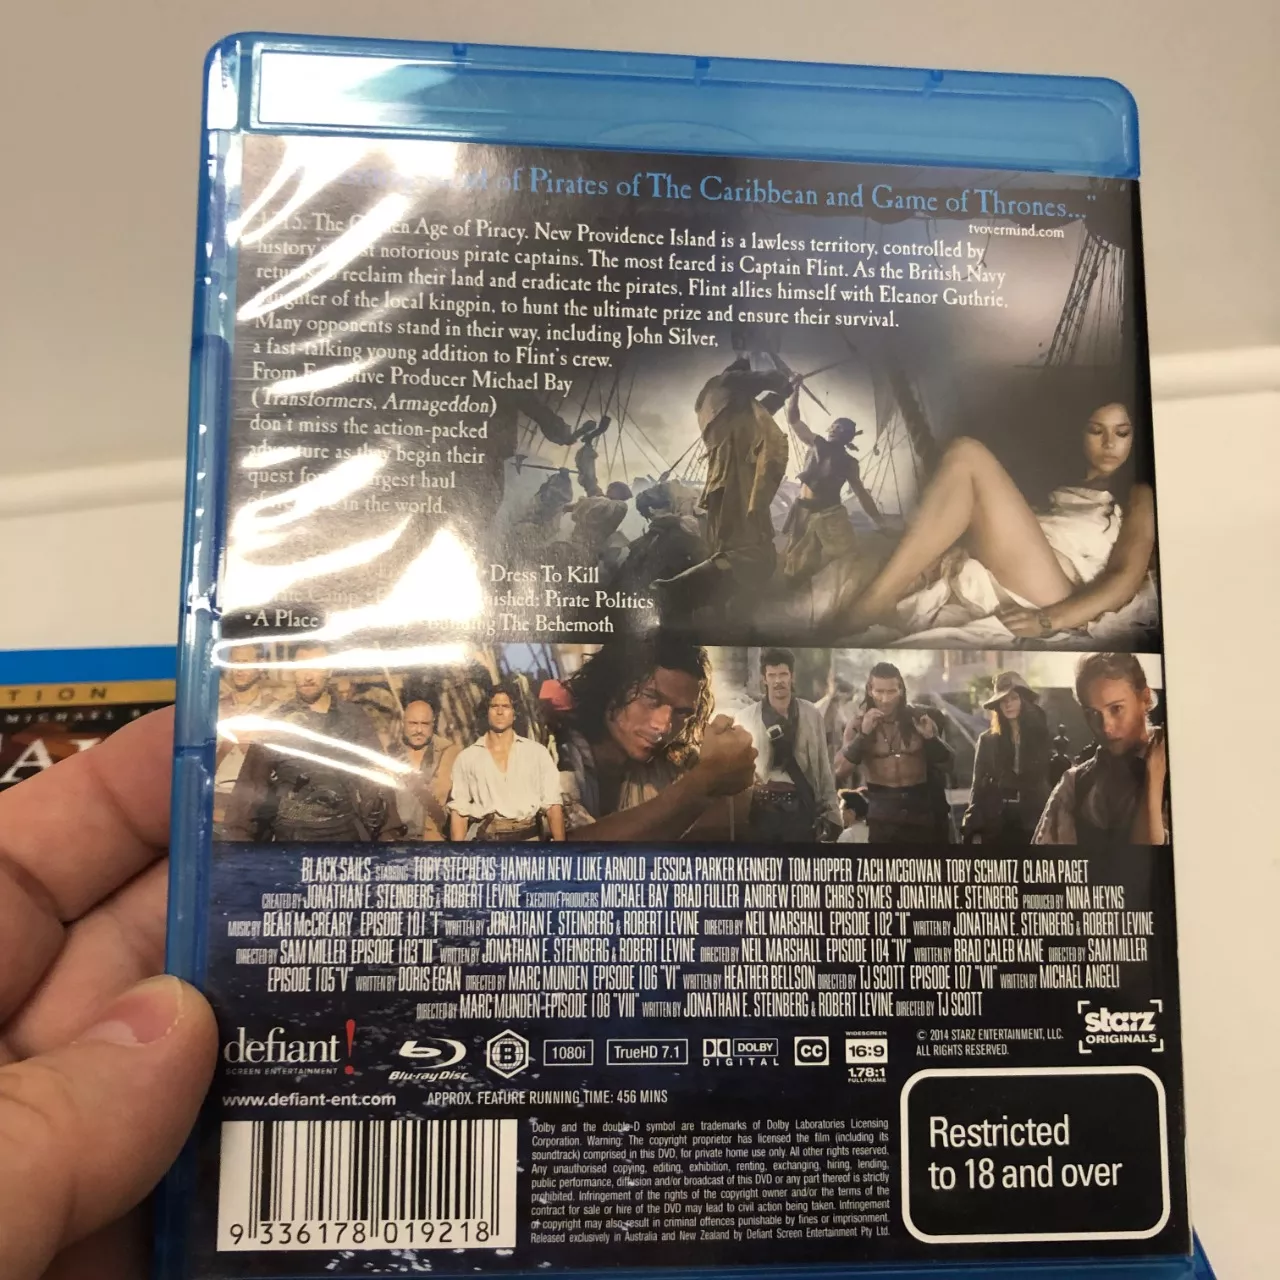 of Pirates of The Caribbean and Game of Thrones..."
tvovermind.com
The Age of Piracy. New Providence Island is a lawless territory, controlled by
history's notorious pirate captains. The most feared is Captain Flint. As the British Navy
reclaim their land and eradicate the pirates, Flint allies himself with Eleanor Guthrie,
daughter of the local kingpin, to hunt the ultimate prize and ensure their survival.
Many opponents stand in their way, including John Silver,
a fast-talking young addition to Flint's crew.
From Executive Producer Michael Bay
(Transformers, Armageddon)
don't miss the action-packed
adventure as they begin their
quest for haul
in the world.
• Dress To Kill
Pirate Politics
• A Place • The Behemoth
TION
MICHAEL
BLACK SAILS STARRING TOBY STEPHENS HANNAH NEW LUKE ARNOLD JESSICA PARKER KENNEDY TOM HOPPER ZACH MCGOWAN TOBY SCHMITZ CLARA PAGET
CREATED BY JONATHAN E. STEINBERG & ROBERT LEVINE EXECUTIVE PRODUCERS MICHAEL BAY BRAD FULLER ANDREW FORM CHRIS SYMES JONATHAN E. STEINBERG PRODUCED BY NINA HEYNS
MUSIC BY BEAR McCREARY EPISODE 101 "I" WRITTEN BY JONATHAN E. STEINBERG & ROBERT LEVINE DIRECTED BY NEIL MARSHALL EPISODE 102 "II" WRITTEN BY JONATHAN E. STEINBERG & ROBERT LEVINE
DIRECTED BY SAM MILLER EPISODE 103 "III" WRITTEN BY JONATHAN E. STEINBERG & ROBERT LEVINE DIRECTED BY NEIL MARSHALL EPISODE 104 "IV" WRITTEN BY BRAD CALEB KANE DIRECTED BY SAM MILLER
EPISODE 105 "V" WRITTEN BY DORIS EGAN DIRECTED BY MARC MUNDEN EPISODE 106 "VI" WRITTEN BY HEATHER BELLSON DIRECTED BY TJ SCOTT EPISODE 107 "VII" WRITTEN BY MICHAEL ANGELI
DIRECTED BY MARC MUNDEN EPISODE 108 "VIII" WRITTEN BY JONATHAN E. STEINBERG & ROBERT LEVINE DIRECTED BY TJ SCOTT
starz
ORIGINALS
defiant!
SCREEN ENTERTAINMENT
Blu-ray Disc
B
1080i
TrueHD 7.1
DOLBY
DIGITAL
CC
WIDESCREEN
16:9
1.78:1
FULLFRAME
© 2014 STARZ ENTERTAINMENT, LLC.
ALL RIGHTS RESERVED.
www.defiant-ent.com APPROX. FEATURE RUNNING TIME: 456 MINS
Dolby and the double-D symbol are trademarks of Dolby Laboratories Licensing
Corporation. Warning: The copyright proprietor has licensed the film (including its
soundtrack) comprised in this DVD, for private home use only. All other rights reserved.
Any unauthorised copying, editing, exhibition, renting, exchanging, hiring, lending,
public performance, diffusion and/or broadcast of this DVD or any part thereof is strictly
prohibited. Infringement of the rights of the copyright owner and/or the terms of the
contract for sale or hire of the DVD may lead to civil action being taken. Infringement
of copyright may also result in criminal offences punishable by fines or imprisonment.
Released exclusively in Australia and New Zealand by Defiant Screen Entertainment Pty Ltd.
Restricted
to 18 and over
9 336178 019218